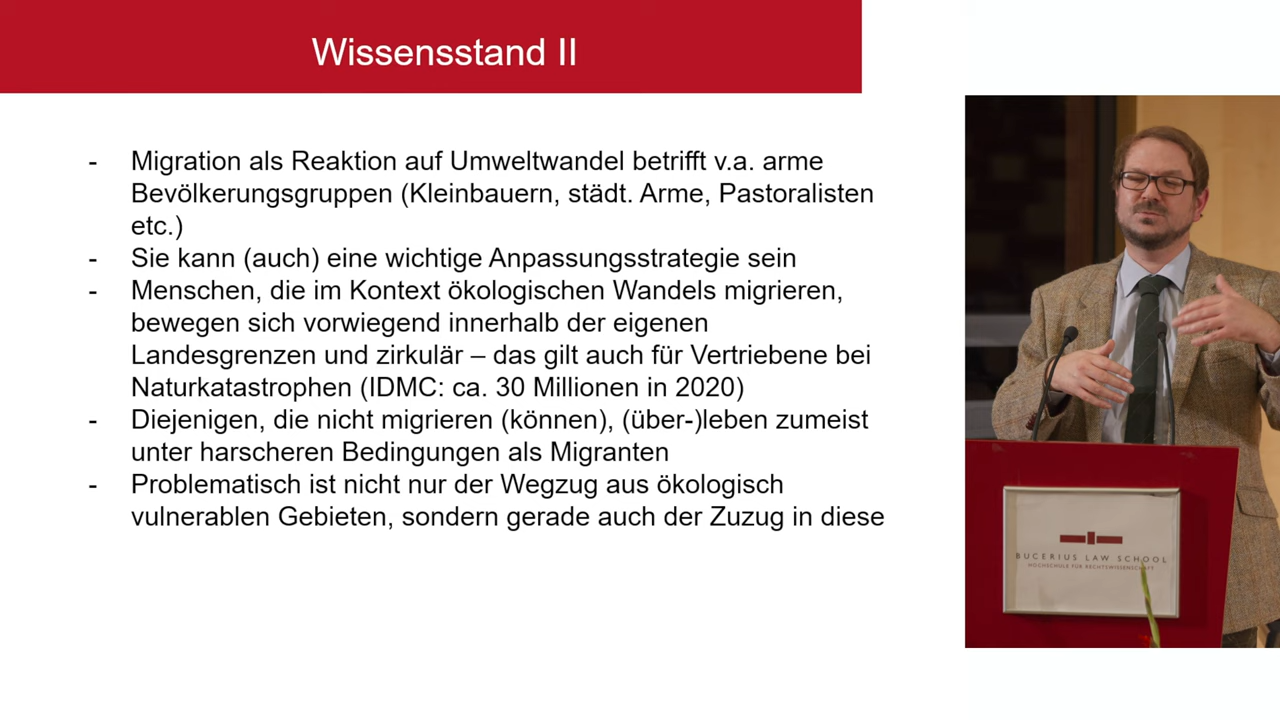 Wissensstand II
- Migration als Reaktion auf Umweltwandel betrifft v.a. arme
Bevölkerungsgruppen (Kleinbauern, städt. Arme, Pastoralisten
etc.)
- Sie kann (auch) eine wichtige Anpassungsstrategie sein
- Menschen, die im Kontext ökologischen Wandels migrieren,
bewegen sich vorwiegend innerhalb der eigenen
Landesgrenzen und zirkulär – das gilt auch für Vertriebene bei
Naturkatastrophen (IDMC: ca. 30 Millionen in 2020)
- Diejenigen, die nicht migrieren (können), (über-)leben zumeist
unter harscheren Bedingungen als Migranten
- Problematisch ist nicht nur der Wegzug aus ökologisch
vulnerablen Gebieten, sondern gerade auch der Zuzug in diese
BUCERIUS LAW SCHOOL
HOCHSCHULE FÜR RECHTSWISSENSCHAFT